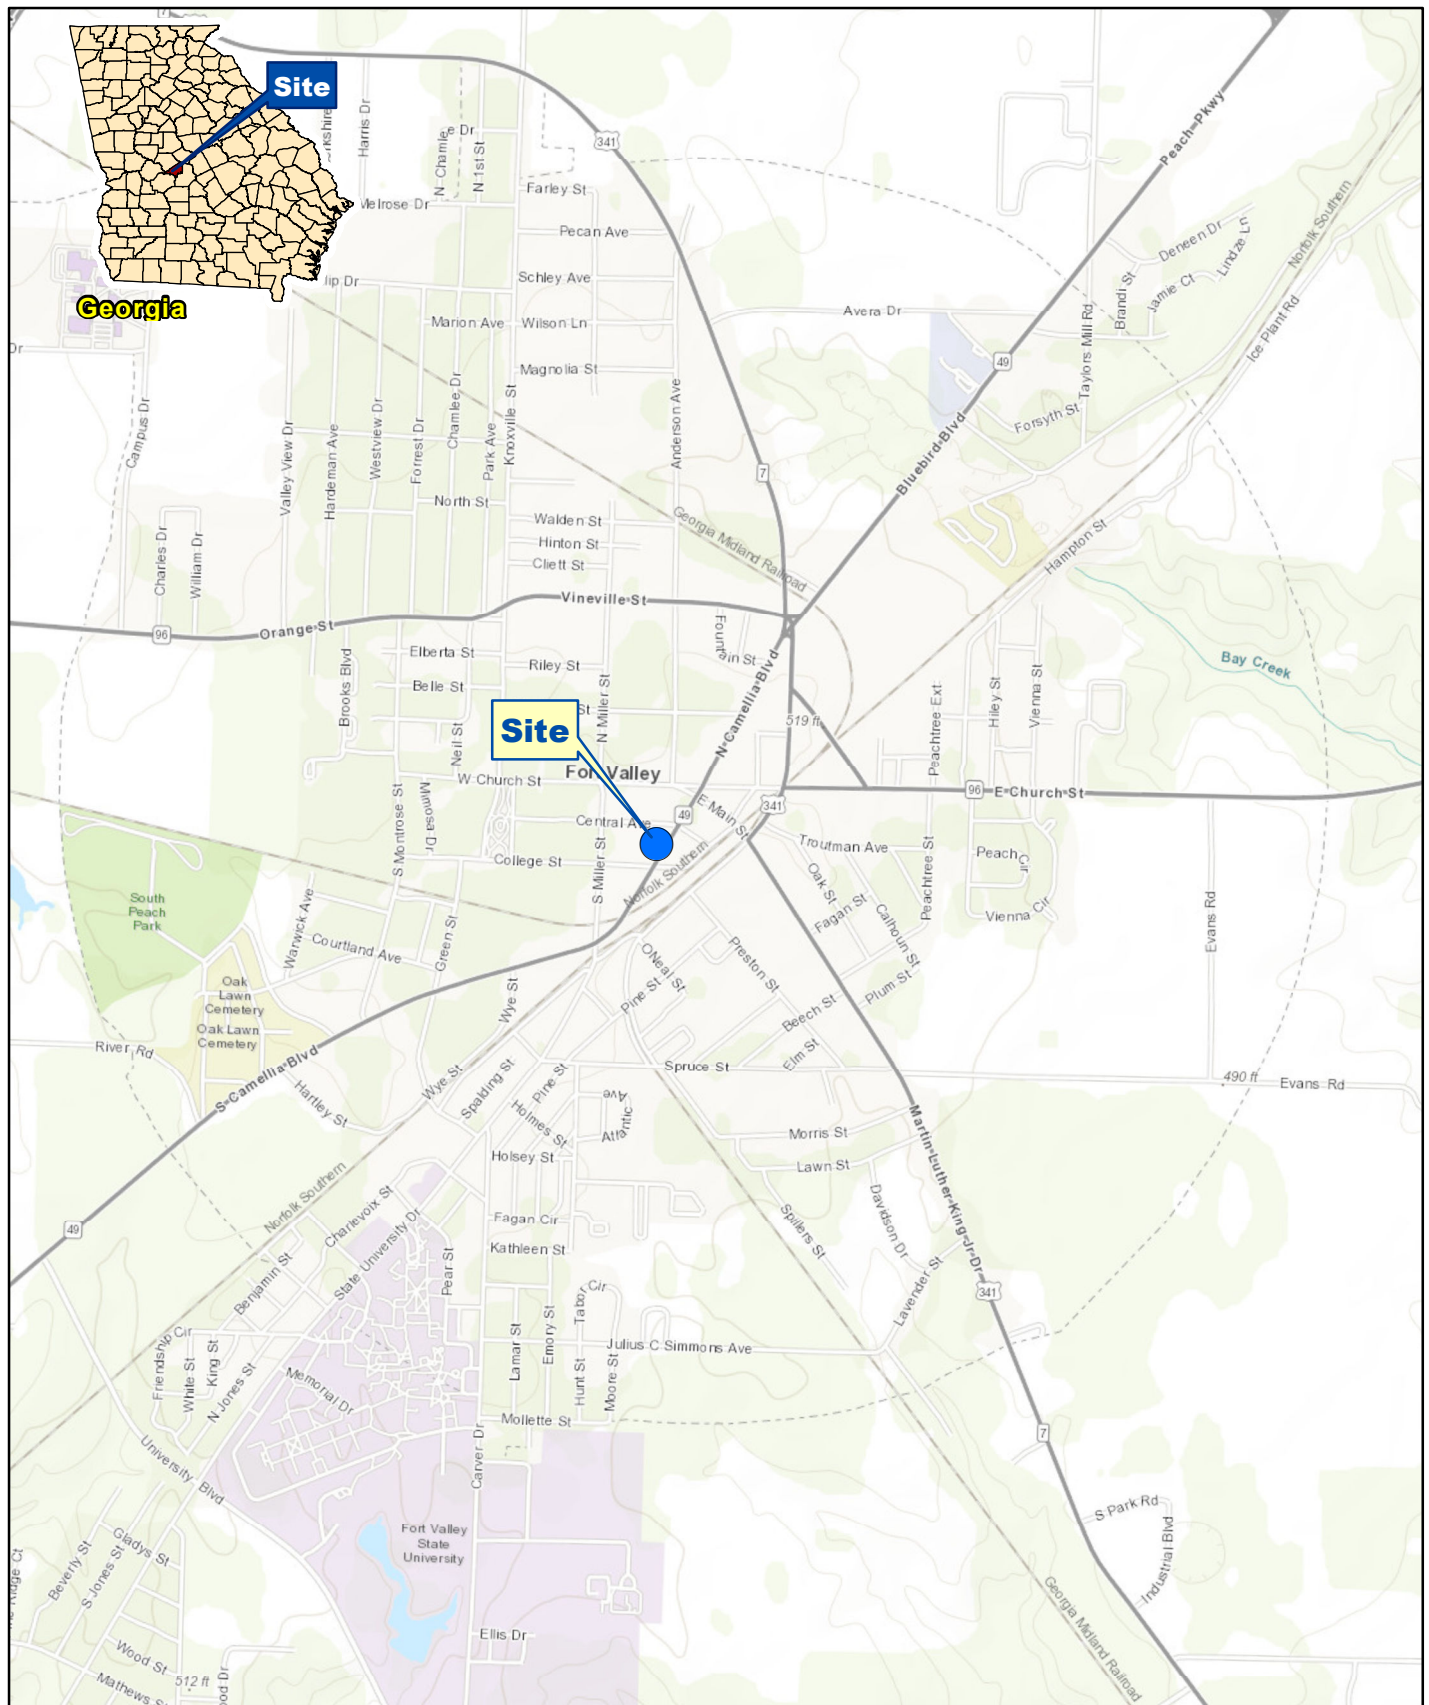 7
Site
Georgia
341
Harris Dr
N 1st St
Farley St
Melrose Dr
Pecan Ave
Schley Ave
Marion Ave
Wilson Ln
Magnolia St
Peach Pkwy
Norfolk Southern
Deneen Dr
Lindze Ln
Brandi St
Jamie Ct
Avera Dr
Taylors Mill Rd
Ice Plant Rd
49
Forsyth St
Bluebird Blvd
Campus Dr
Valley View Dr
Hardeman Ave
Westview Dr
Forrest Dr
Chamlee Dr
Park Ave
Knoxville St
Anderson Ave
7
North St
Walden St
Hinton St
Cliett St
Georgia Midland Railroad
Hampton St
Charles Dr
William Dr
Vineville St
96
Orange St
Fountain St
Elberta St
Riley St
Belle St
Brooks Blvd
Neil St
N Miller St
St
N Camellia Blvd
519 ft
Peachtree Ext
Hiley St
Vienna St
Bay Creek
Site
Fort Valley
W Church St
E Main St
341
96
E Church St
S Montrose St
Mimosa Dr
Central Ave
49
College St
S Miller St
Norfolk Southern
Troutman Ave
Peachtree St
Peach Cir
Oak St
Fagan St
Calhoun St
Vienna Cir
Evans Rd
South
Peach
Park
Warwick Ave
Courtland Ave
Green St
Oak
Lawn
Cemetery
Oak Lawn
Cemetery
Wye St
ONeal St
Pine St
Preston St
Beech St
Plum St
Elm St
River Rd
S Camellia Blvd
Hartley St
Wye St
Spalding St
Pine St
Holmes St
Atlantic Ave
Spruce St
490 ft
Evans Rd
Morris St
Lawn St
Martin Luther King Jr Dr
Holsey St
Norfolk Southern
Charlevoix St
State University Dr
Fagan Cir
Kathleen St
Pear St
Spillers St
Davidson Dr
Lavender St
341
49
Benjamin St
Tabor Cir
Friendship Cir
White St
King St
N Jones St
Memorial Dr
Lamar St
Emory St
Hunt St
Moore St
Julius C Simmons Ave
Mollette St
7
University Blvd
Carver Dr
Fort Valley
State
University
S Park Rd
Industrial Blvd
Georgia Midland Railroad
Gladys St
Beverly St
S Jones St
Ridge Ct
Ellis Dr
Wood St
512 ft
Mathews St